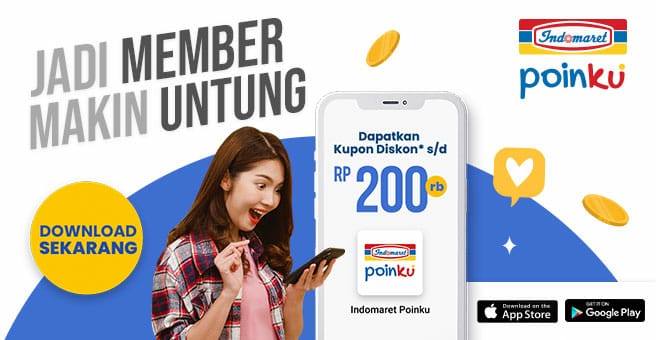 JADI MEMBER
MAKIN UNTUNG
DOWNLOAD
SEKARANG
Dapatkan
Kupon Diskon* s/d
RP 200 rb
Indomaret
poinku
Indomaret Poinku
Indomaret
poinku
Download on the
App Store
GET IT ON
Google Play